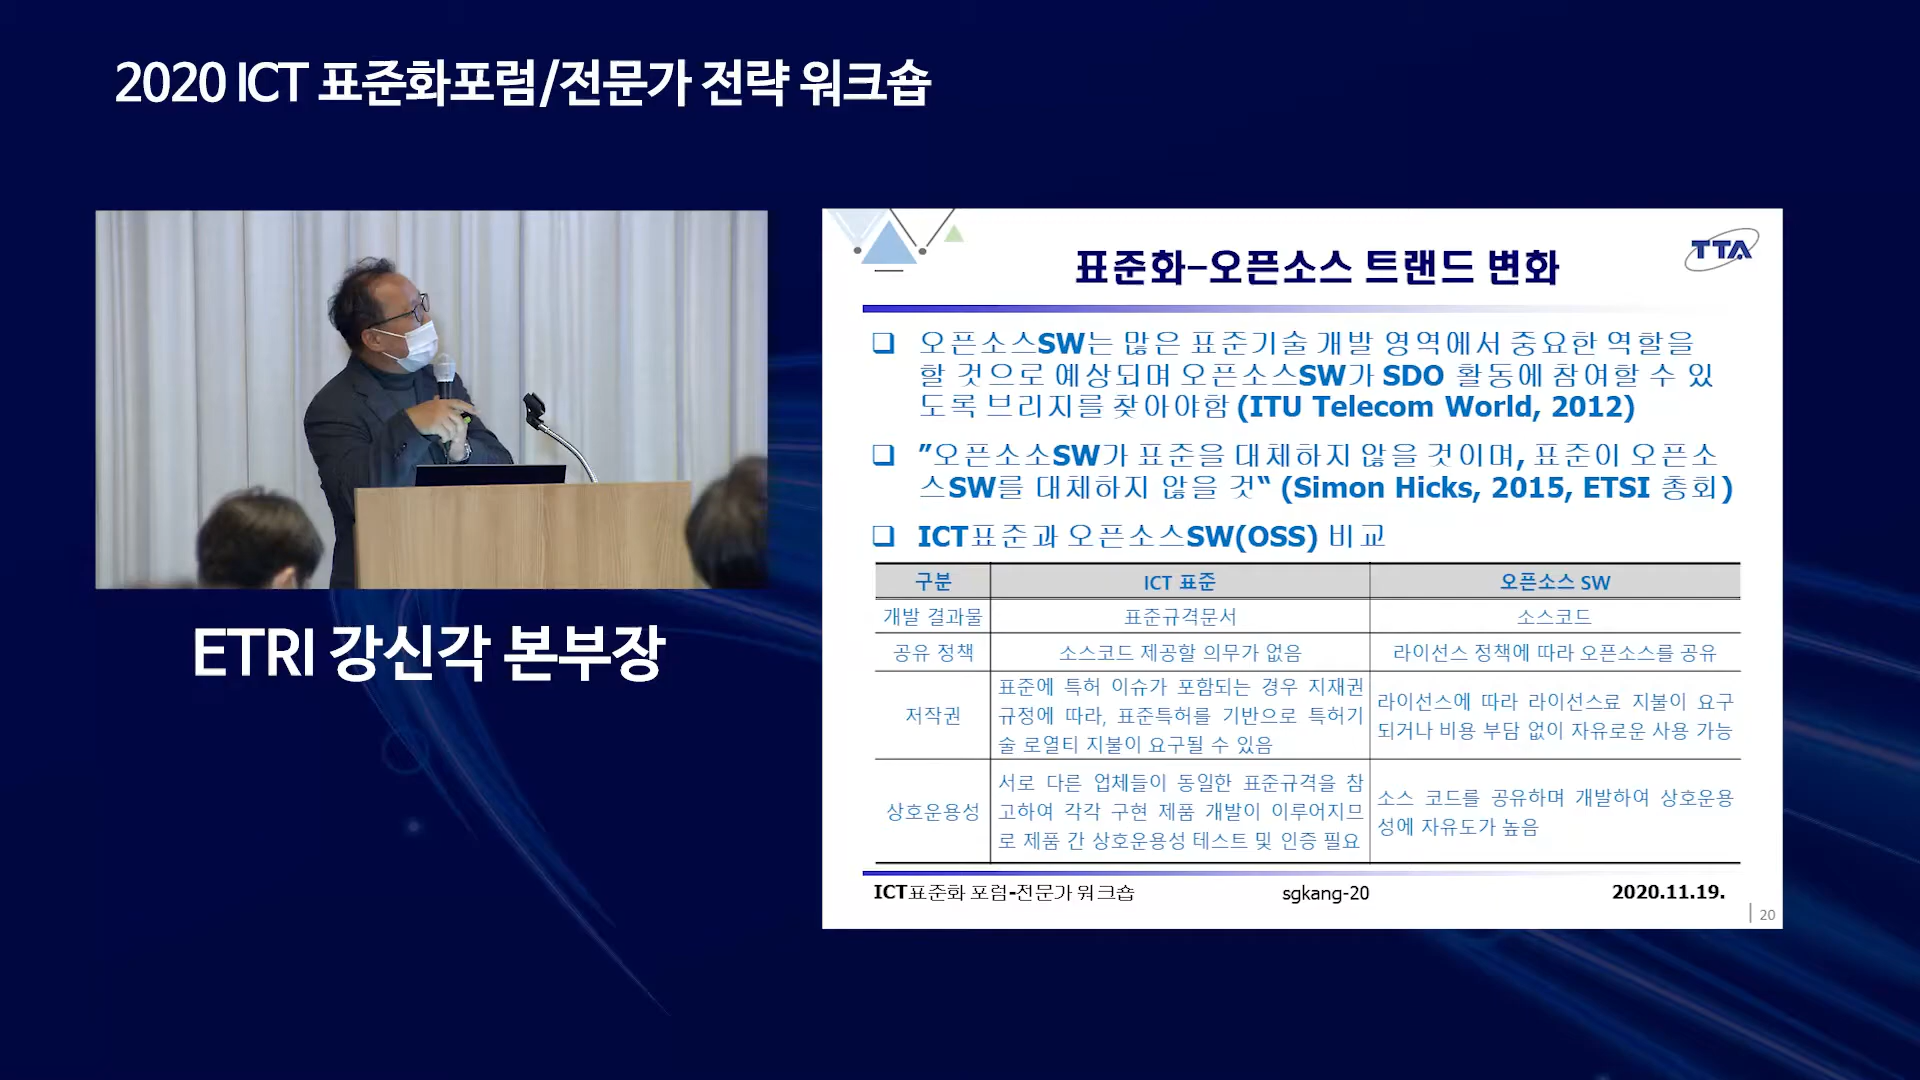 2020 ICT 표준화포럼/전문가 전략 워크숍
ETRI 강신각 본부장
표준화-오픈소스 트랜드 변화
TTA
❑ 오픈소스SW는 많은 표준기술 개발 영역에서 중요한 역할을
할 것으로 예상되며 오픈소스SW가 SDO 활동에 참여할 수 있
도록 브리지를 찾아야함 (ITU Telecom World, 2012)
❑ ”오픈소소SW가 표준을 대체하지 않을 것이며, 표준이 오픈소
스SW를 대체하지 않을 것“ (Simon Hicks, 2015, ETSI 총회)
❑ ICT표준과 오픈소스SW(OSS) 비교
구분 ICT 표준 오픈소스 SW
개발 결과물 표준규격문서 소스코드
공유 정책 소스코드 제공할 의무가 없음 라이선스 정책에 따라 오픈소스를 공유
저작권
표준에 특허 이슈가 포함되는 경우 지재권
규정에 따라, 표준특허를 기반으로 특허기
술 로열티 지불이 요구될 수 있음
라이선스에 따라 라이선스료 지불이 요구
되거나 비용 부담 없이 자유로운 사용 가능
상호운용성
서로 다른 업체들이 동일한 표준규격을 참
고하여 각각 구현 제품 개발이 이루어지므
로 제품 간 상호운용성 테스트 및 인증 필요
소스 코드를 공유하며 개발하여 상호운용
성에 자유도가 높음
ICT표준화 포럼-전문가 워크숍 sgkang-20 2020.11.19.
20